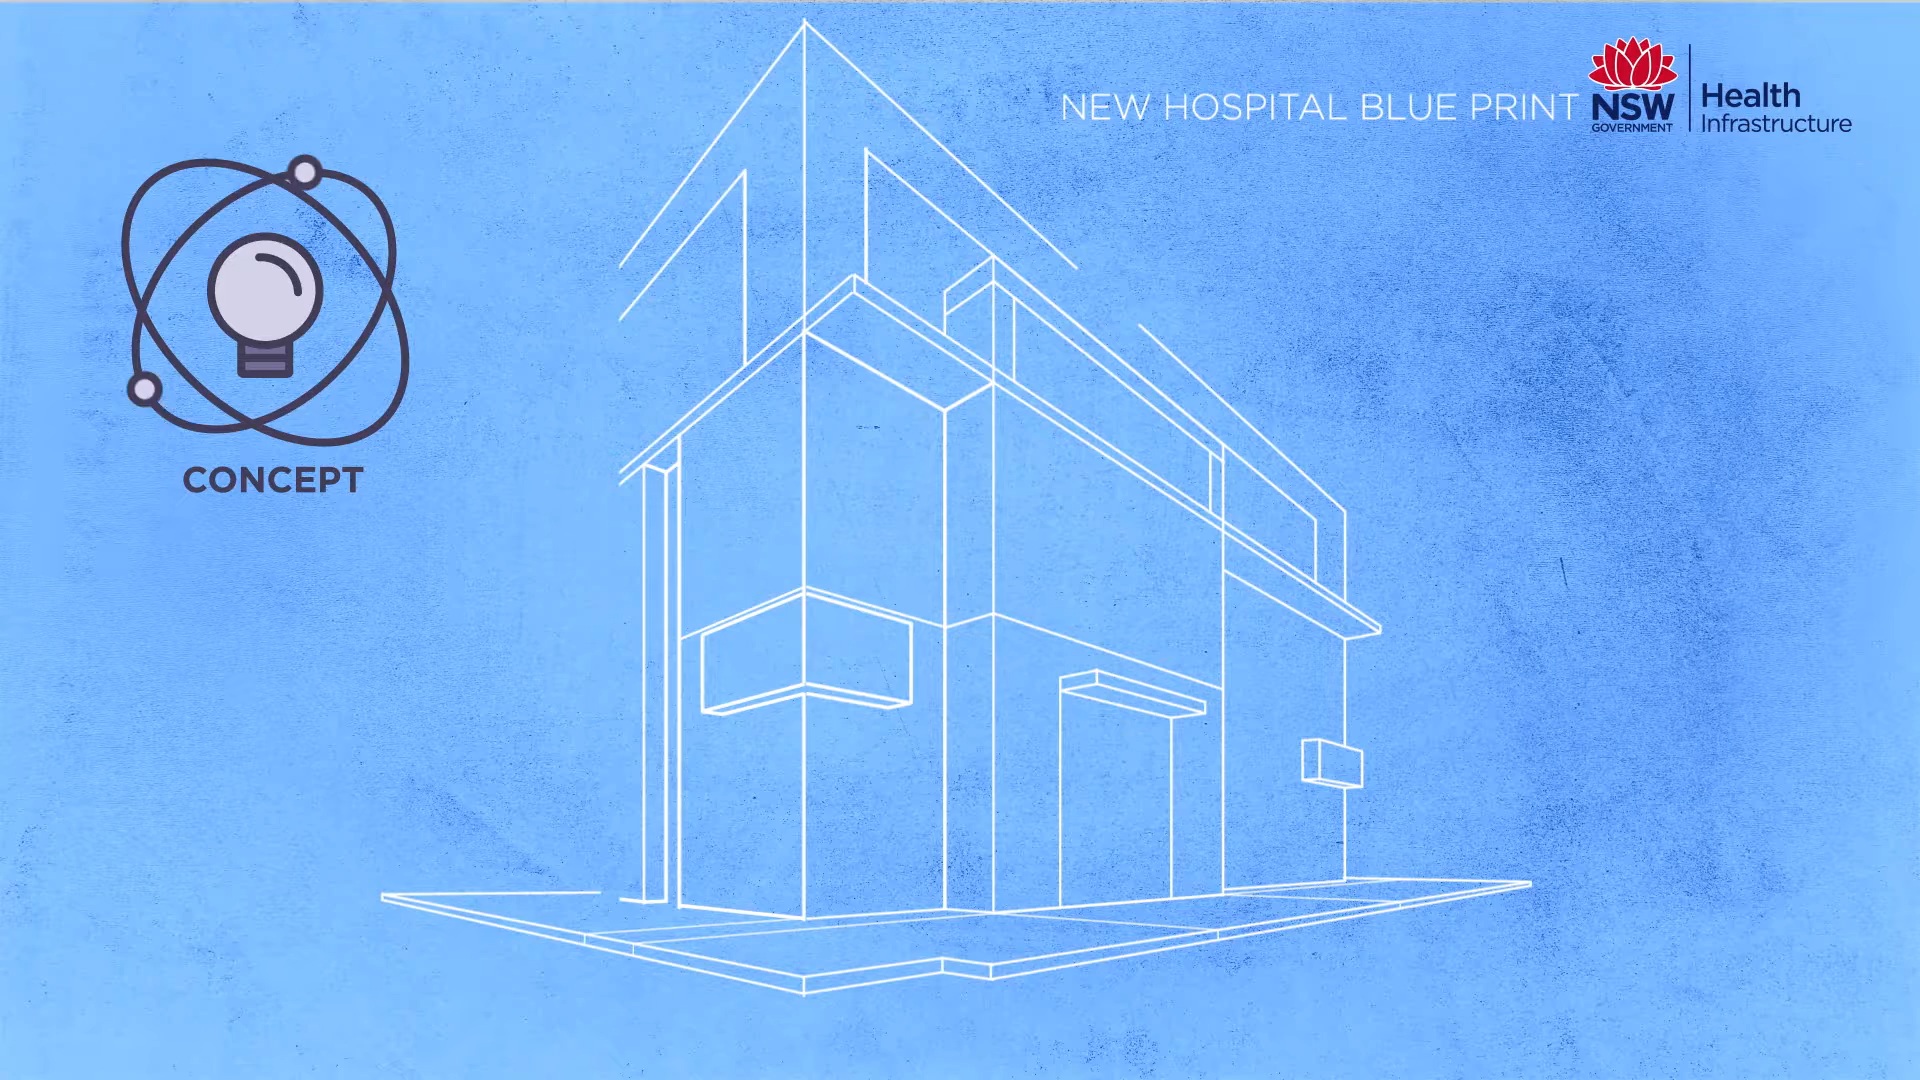 NEW HOSPITAL BLUE PRINT
NSW
GOVERNMENT
Health
Infrastructure
CONCEPT